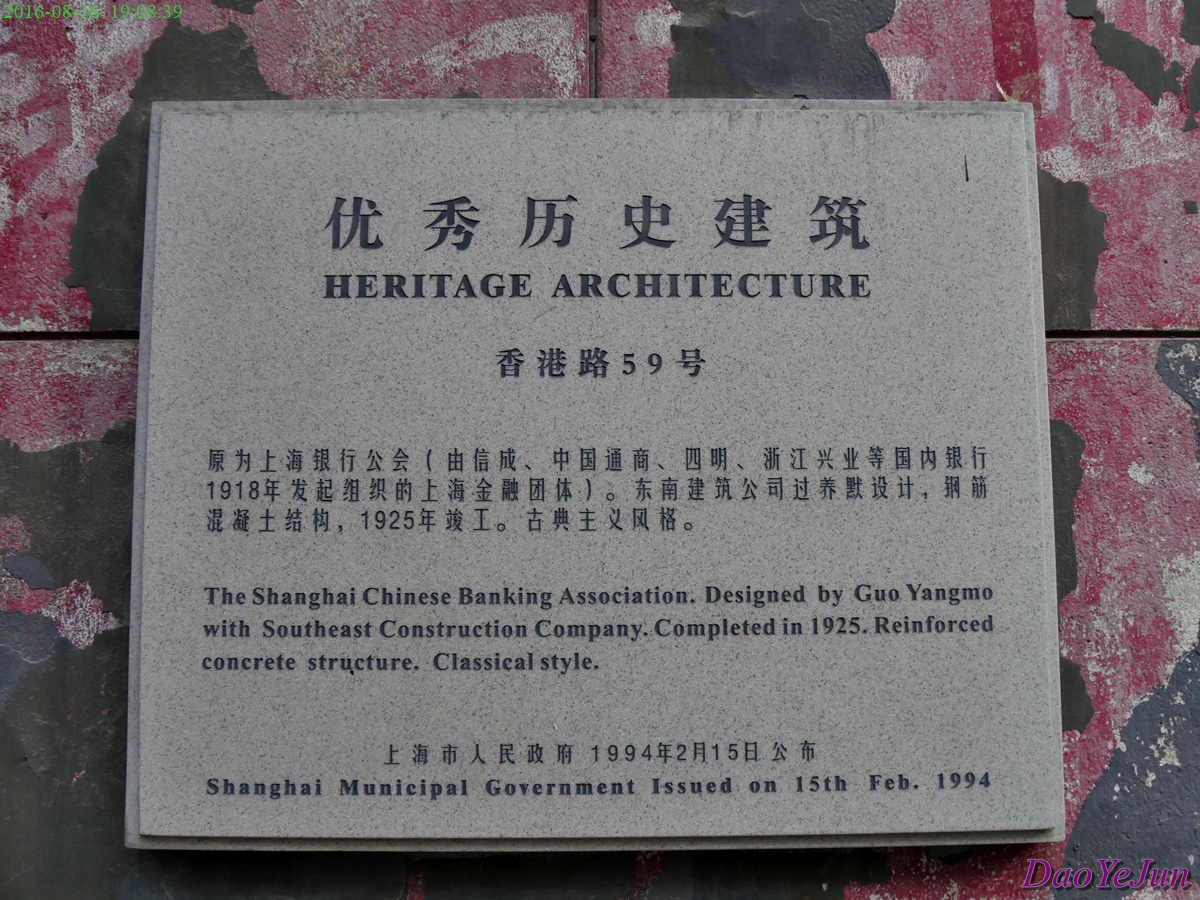 2016-08-16 19:08:39
优秀历史建筑
HERITAGE ARCHITECTURE
香港路59号
原为上海银行公会（由信成、中国通商、四明、浙江兴业等国内银行
1918年发起组织的上海金融团体）。东南建筑公司过养默设计，钢筋
混凝土结构，1925年竣工。古典主义风格。
The Shanghai Chinese Banking Association. Designed by Guo Yangmo
with Southeast Construction Company. Completed in 1925. Reinforced
concrete structure. Classical style.
上海市人民政府 1994年2月15日公布
Shanghai Municipal Government Issued on 15th Feb. 1994
DaoYeJun